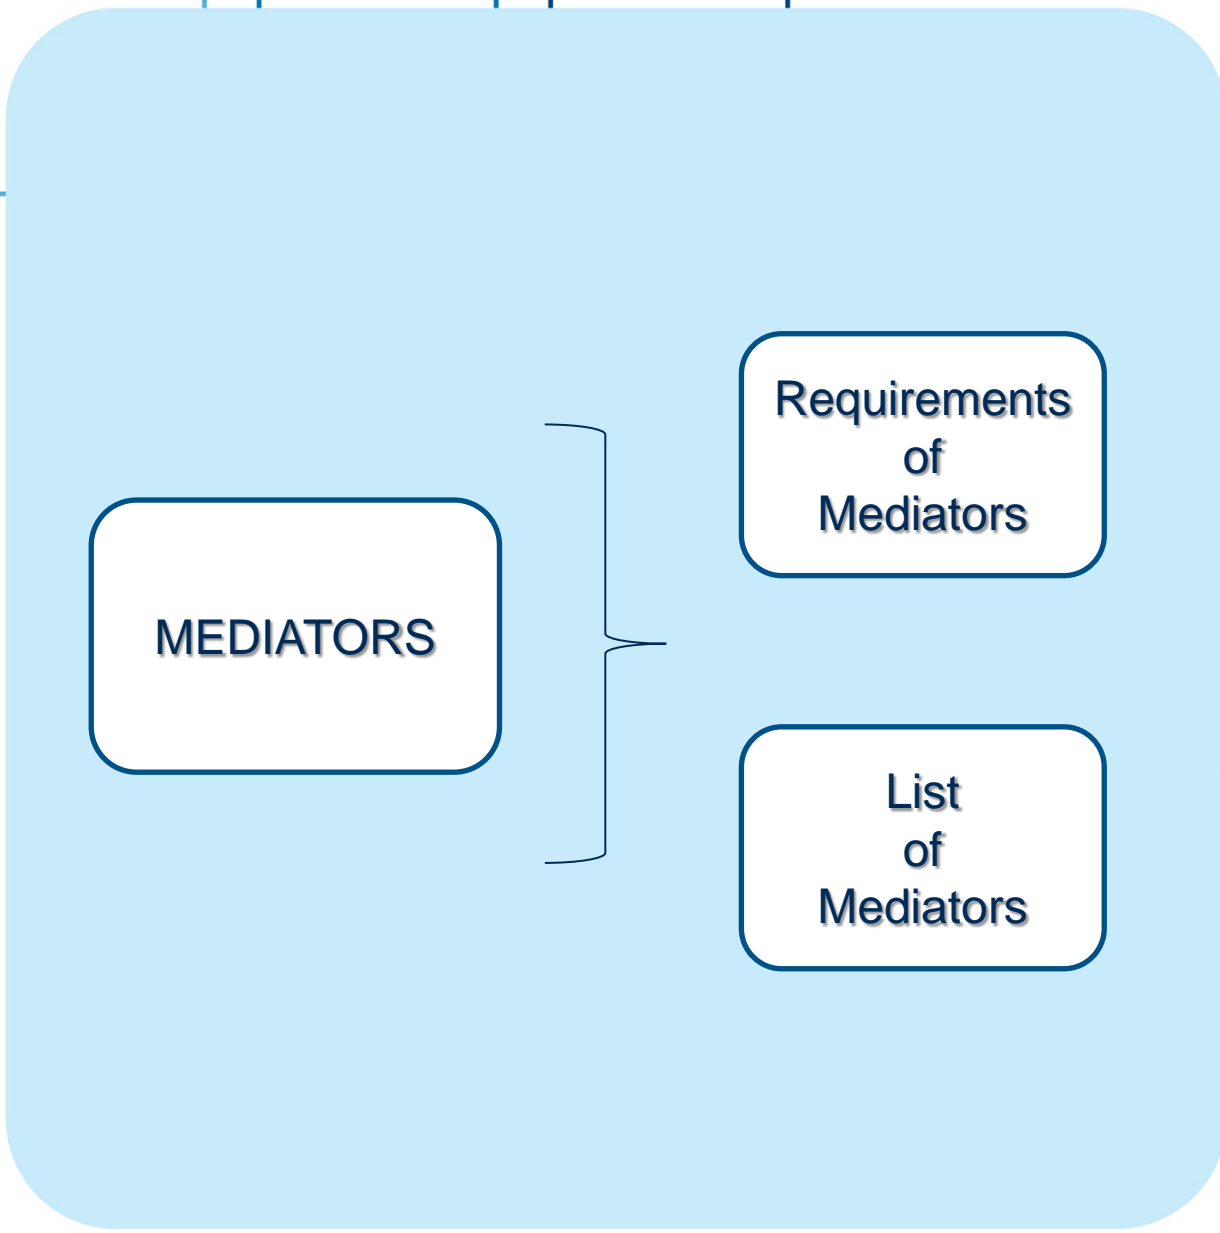 MEDIATORS
Requirements
of
Mediators
List
of
Mediators